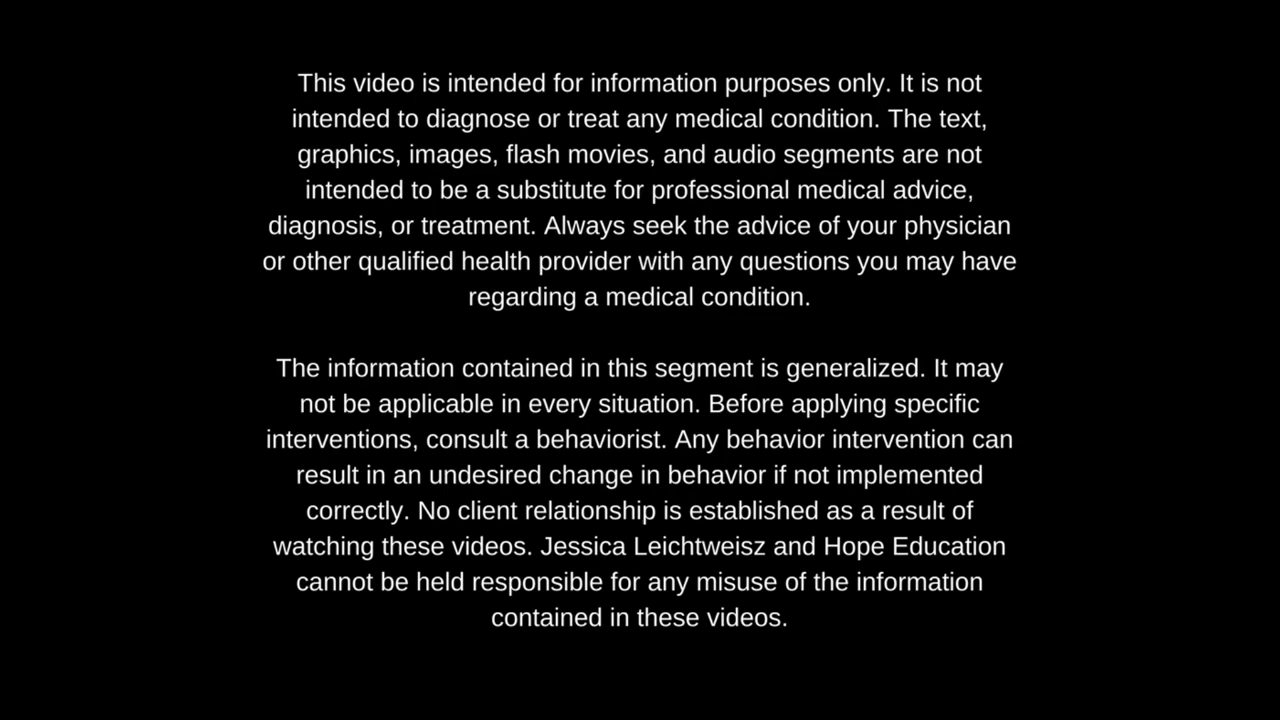 This video is intended for information purposes only. It is not
intended to diagnose or treat any medical condition. The text,
graphics, images, flash movies, and audio segments are not
intended to be a substitute for professional medical advice,
diagnosis, or treatment. Always seek the advice of your physician
or other qualified health provider with any questions you may have
regarding a medical condition.
The information contained in this segment is generalized. It may
not be applicable in every situation. Before applying specific
interventions, consult a behaviorist. Any behavior intervention can
result in an undesired change in behavior if not implemented
correctly. No client relationship is established as a result of
watching these videos. Jessica Leichtweisz and Hope Education
cannot be held responsible for any misuse of the information
contained in these videos.